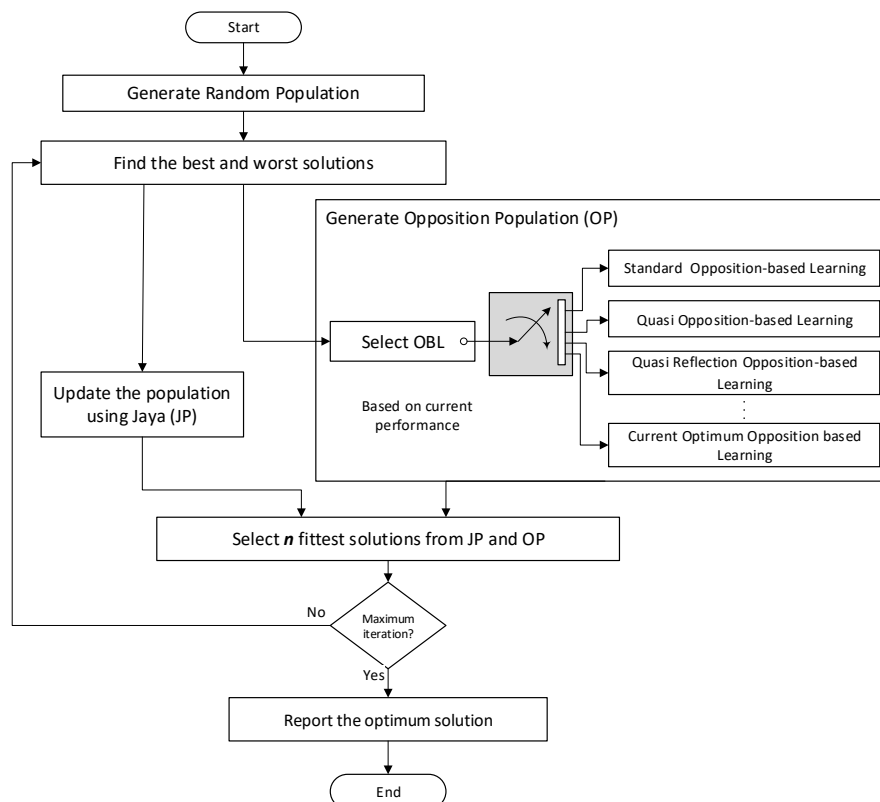 Start
Generate Random Population
Find the best and worst solutions
Generate Opposition Population (OP)
Standard Opposition-based Learning
Select OBL
Quasi Opposition-based Learning
Quasi Reflection Opposition-based
Learning
Update the population
using Jaya (JP)
Based on current
performance
Current Optimum Opposition based
Learning
Select n fittest solutions from JP and OP
No
Maximum
iteration?
Yes
Report the optimum solution
End